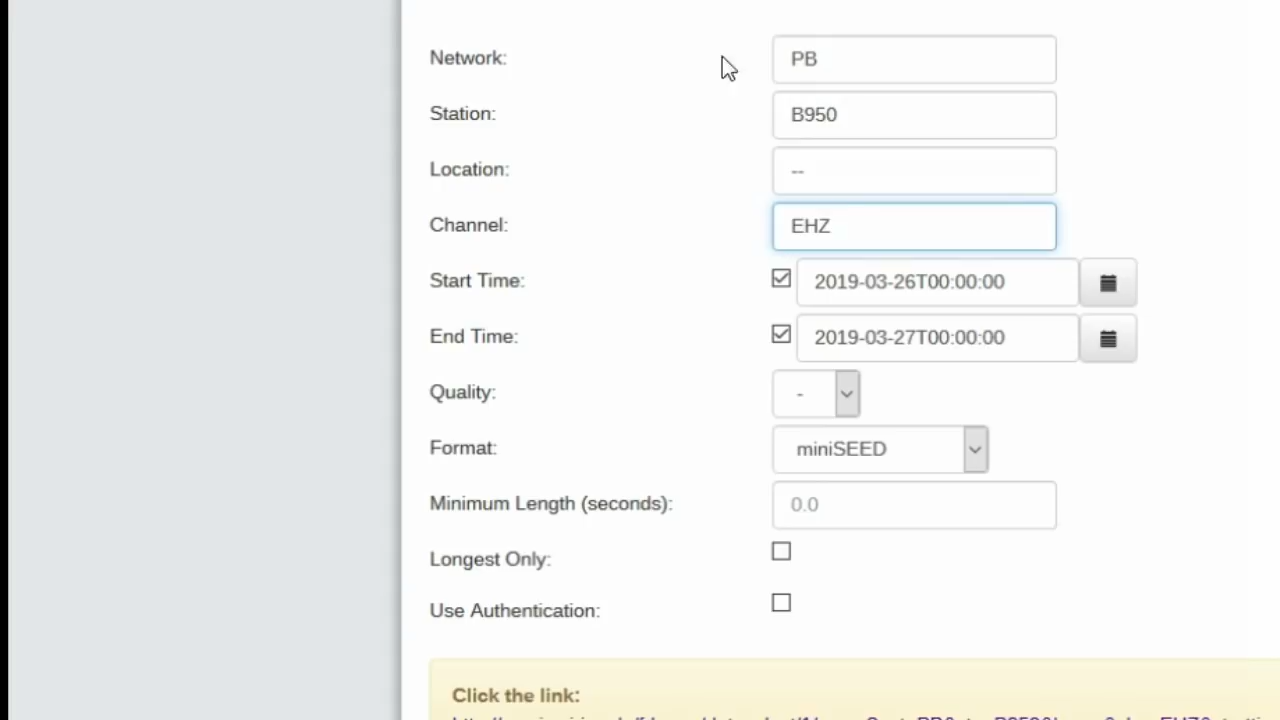 Network: PB
Station: B950
Location: --
Channel: EHZ
Start Time: 2019-03-26T00:00:00
End Time: 2019-03-27T00:00:00
Quality: -
Format: miniSEED
Minimum Length (seconds): 0.0
Longest Only:
Use Authentication:
Click the link: